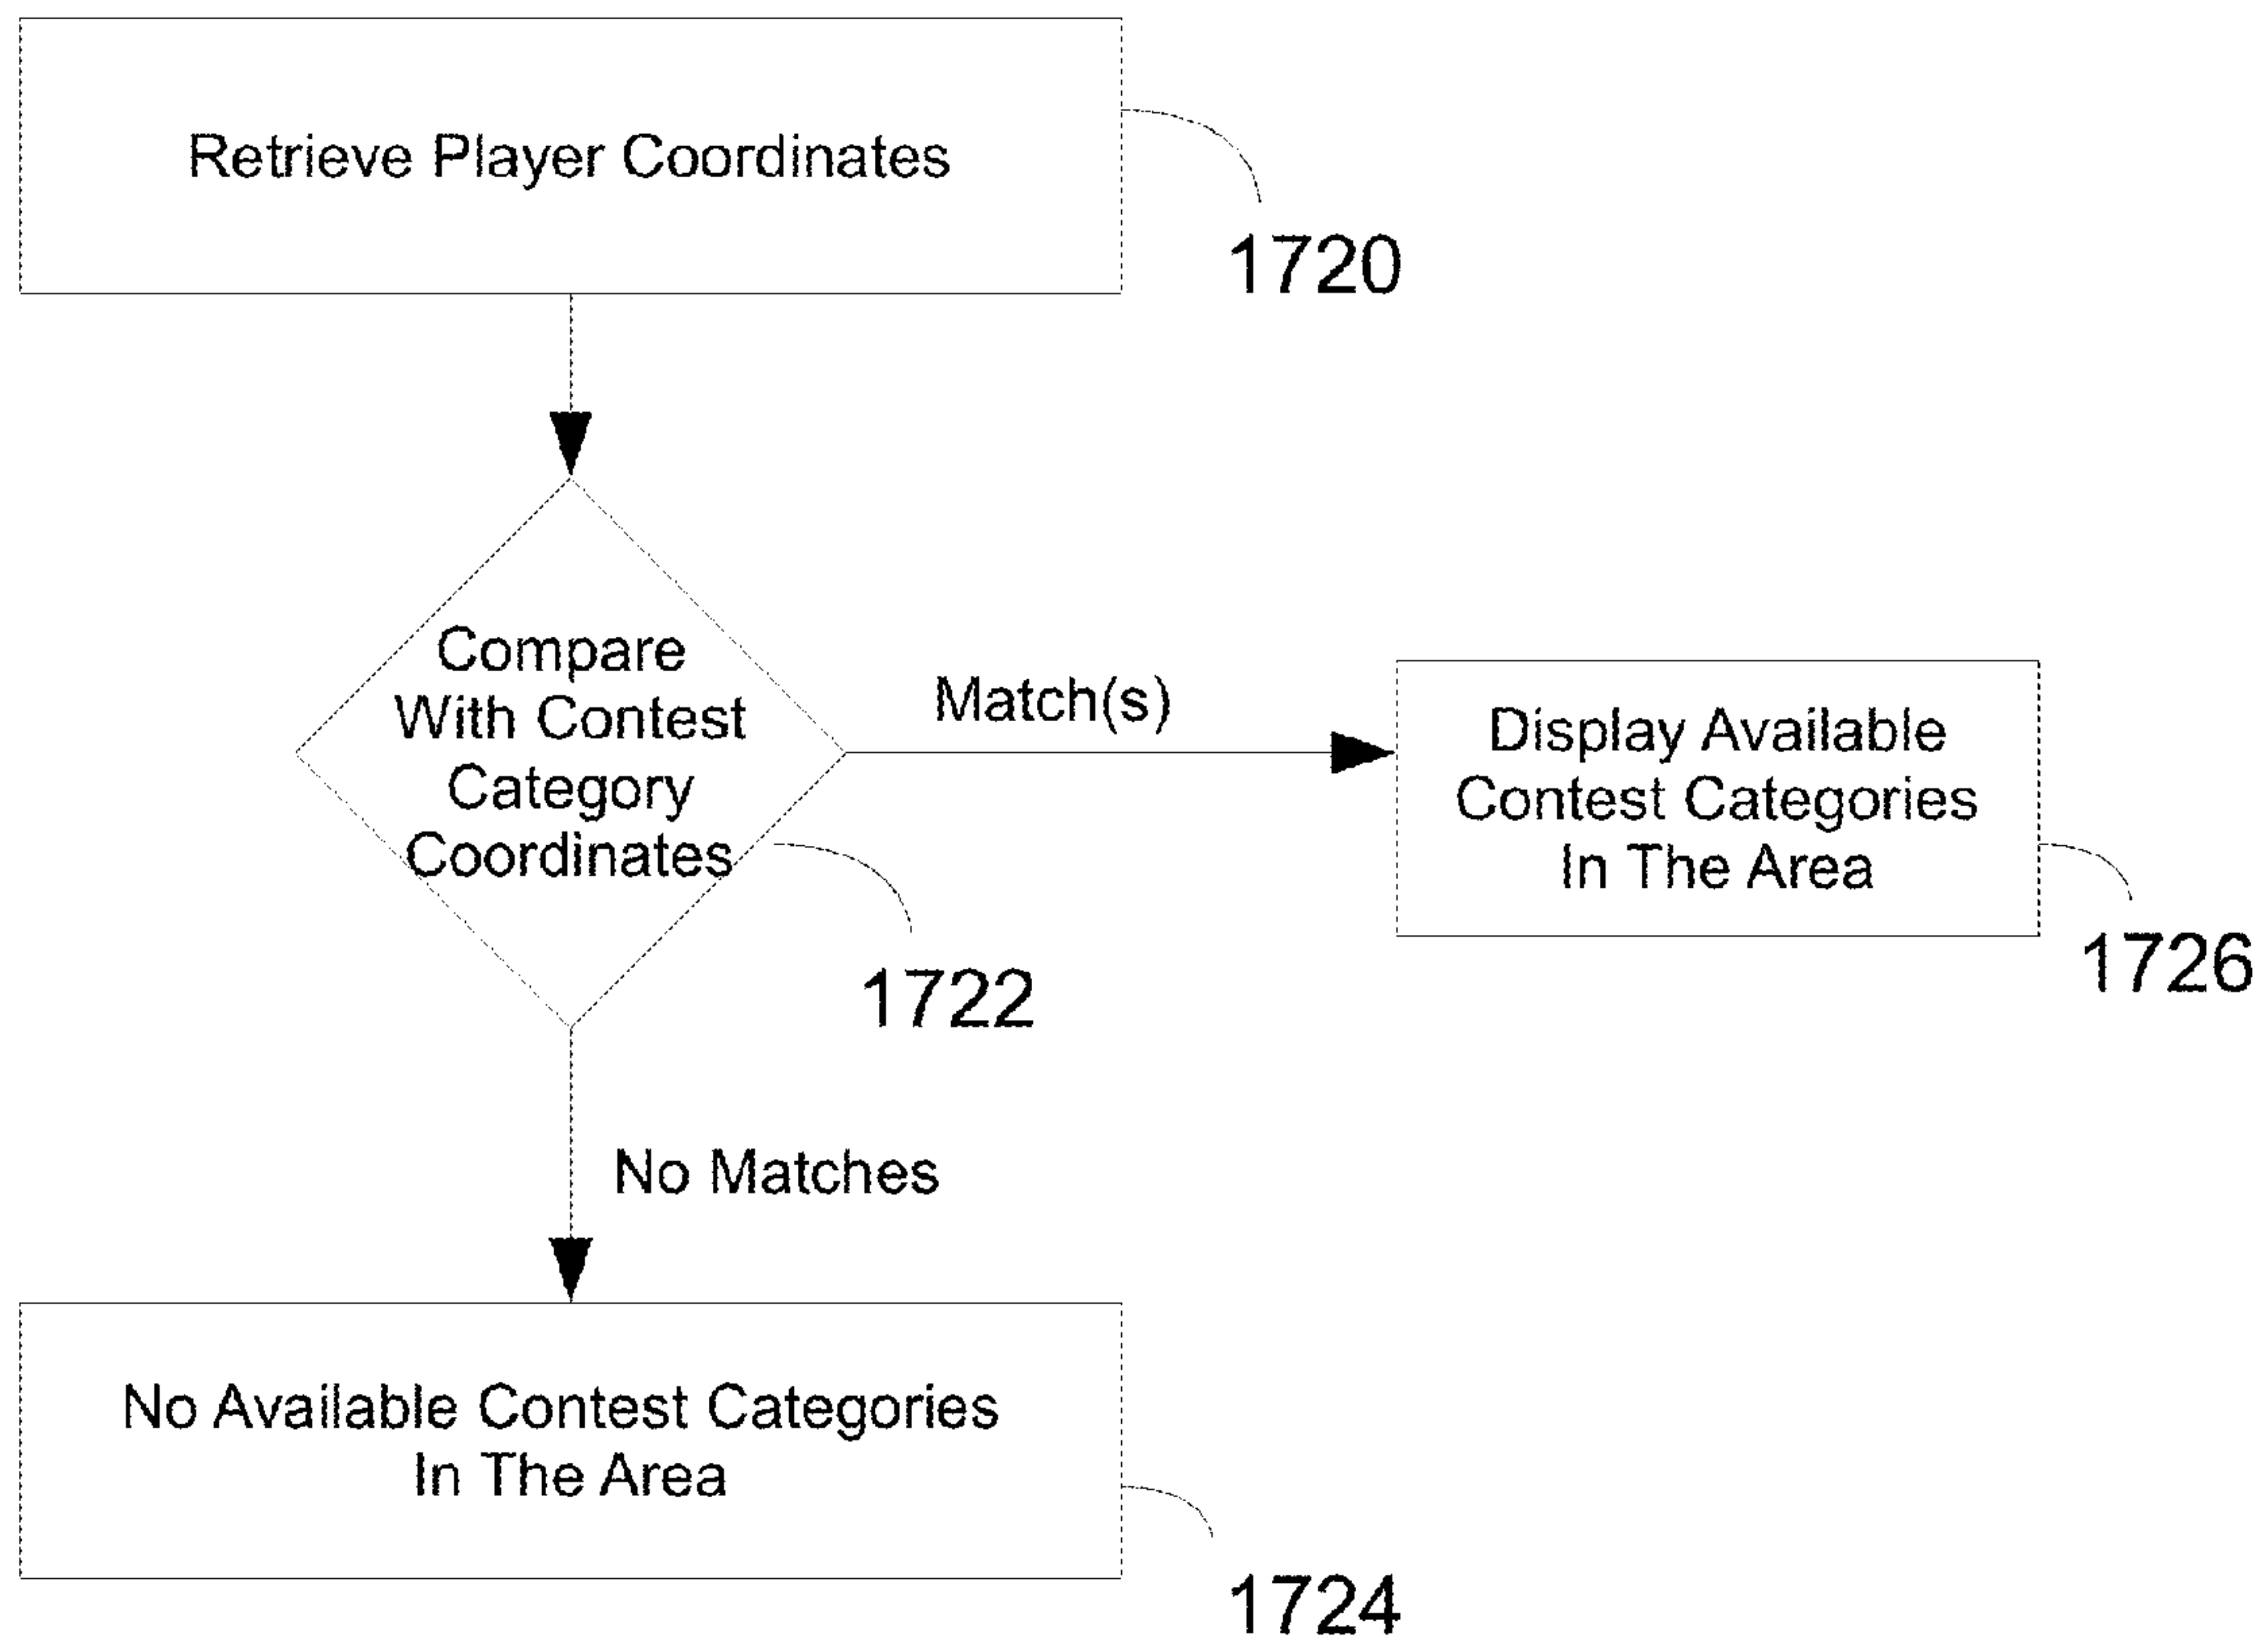 Retrieve Player Coordinates
1720
Compare
With Contest
Category
Coordinates
1722
Match(s)
Display Available
Contest Categories
In The Area
1726
No Matches
No Available Contest Categories
In The Area
1724